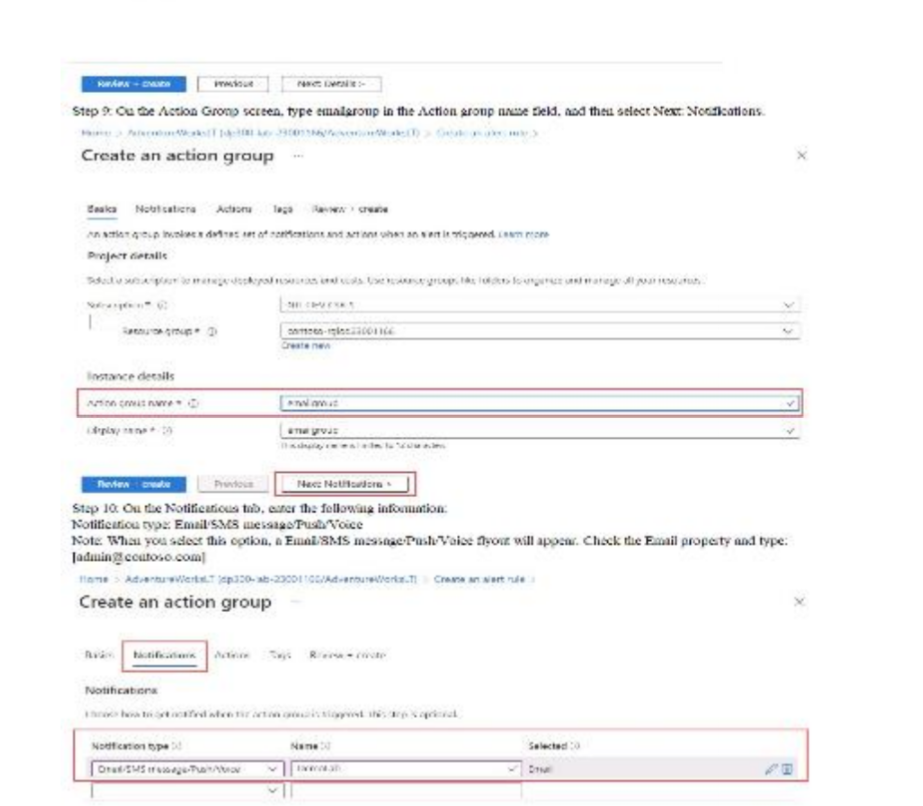 Review + create Previous Next: Details >
Step 9: On the Action Group screen, type emailgroup in the Action group name field, and then select Next: Notifications.
Home > AdventureWorksLT (dp300-lab-23001166/AdventureWorksLT) > Create an alert rule >
Create an action group ...
Basics Notifications Actions Tags Review + create
An action group invokes a defined set of notifications and actions when an alert is triggered. Learn more
Project details
Select a subscription to manage deployed resources and costs. Use resource groups like folders to organize and manage all your resources.
Subscription *
Resource group * contoso-rglod23001166
Create new
Instance details
Action group name * emailgroup
Display name * emailgroup
This display name is limited to 12 characters
Review + create Previous Next: Notifications >
Step 10: On the Notifications tab, enter the following information:
Notification type: Email/SMS message/Push/Voice
Note: When you select this option, a Email/SMS message/Push/Voice flyout will appear. Check the Email property and type:
[admin@contoso.com]
Home > AdventureWorksLT (dp300-lab-23001166/AdventureWorksLT) > Create an alert rule >
Create an action group ...
Basics Notifications Actions Tags Review + create
Notifications
Choose how to get notified when the action group is triggered. This step is optional.
Notification type Name Selected
Email/SMS message/Push/Voice Email